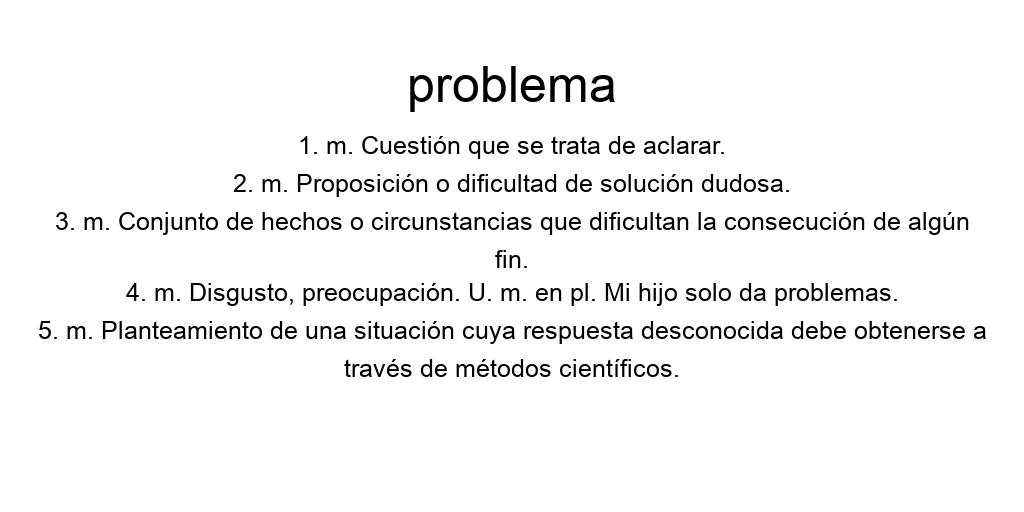 problema
1. m. Cuestión que se trata de aclarar.
2. m. Proposición o dificultad de solución dudosa.
3. m. Conjunto de hechos o circunstancias que dificultan la consecución de algún
fin.
4. m. Disgusto, preocupación. U. m. en pl. Mi hijo solo da problemas.
5. m. Planteamiento de una situación cuya respuesta desconocida debe obtenerse a
través de métodos científicos.